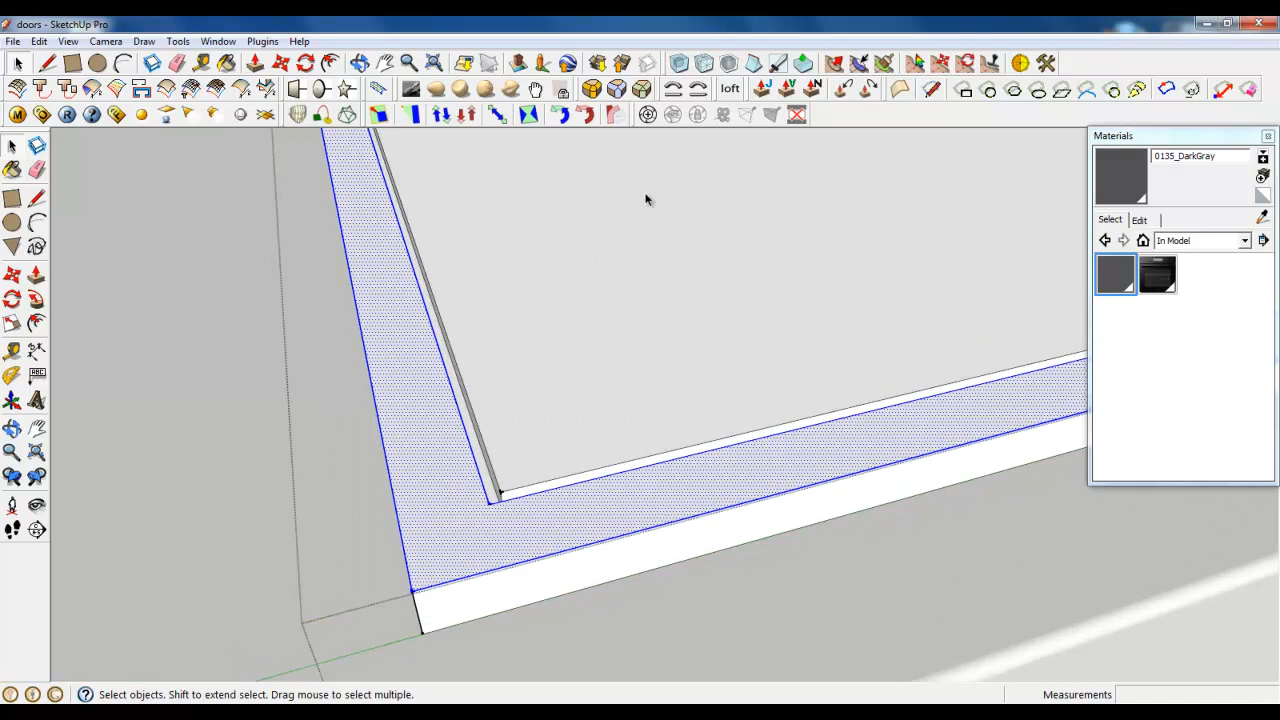 doors - SketchUp Pro
File Edit View Camera Draw Tools Window Plugins Help
loft
M R ?
ABC
Materials
0135_DarkGray
Select Edit
In Model
Select objects. Shift to extend select. Drag mouse to select multiple.
Measurements